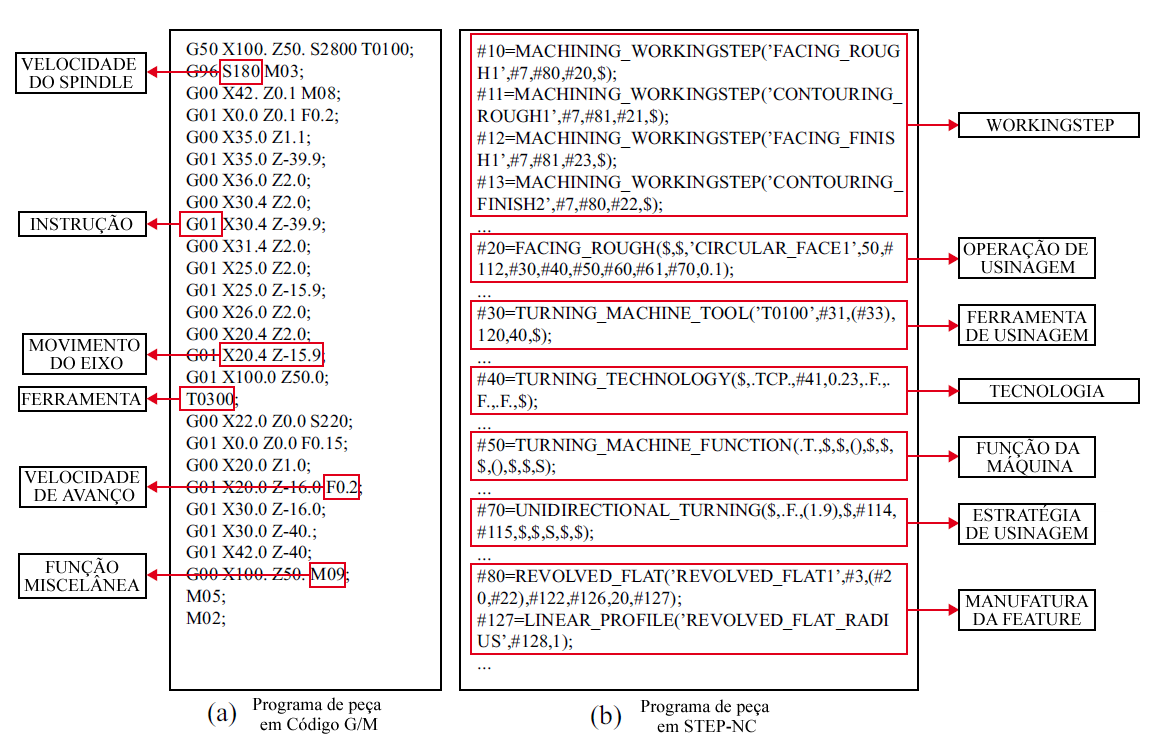 VELOCIDADE
DO SPINDLE
INSTRUÇÃO
MOVIMENTO
DO EIXO
FERRAMENTA
VELOCIDADE
DE AVANÇO
FUNÇÃO
MISCELÂNEA
G50 X100. Z50. S2800 T0100;
G96 S180 M03;
G00 X42. Z0.1 M08;
G01 X0.0 Z0.1 F0.2;
G00 X35.0 Z1.1;
G01 X35.0 Z-39.9;
G00 X36.0 Z2.0;
G00 X30.4 Z2.0;
G01 X30.4 Z-39.9;
G00 X31.4 Z2.0;
G01 X25.0 Z2.0;
G01 X25.0 Z-15.9;
G00 X26.0 Z2.0;
G00 X20.4 Z2.0;
G01 X20.4 Z-15.9;
G01 X100.0 Z50.0;
T0300;
G00 X22.0 Z0.0 S220;
G01 X0.0 Z0.0 F0.15;
G00 X20.0 Z1.0;
G01 X20.0 Z-16.0 F0.2;
G01 X30.0 Z-16.0;
G01 X30.0 Z-40.;
G01 X42.0 Z-40;
G00 X100. Z50. M09;
M05;
M02;
(a) Programa de peça
em Código G/M
#10=MACHINING_WORKINGSTEP('FACING_ROUG
H1',#7,#80,#20,$);
#11=MACHINING_WORKINGSTEP('CONTOURING_
ROUGH1',#7,#81,#21,$);
#12=MACHINING_WORKINGSTEP('FACING_FINIS
H1',#7,#81,#23,$);
#13=MACHINING_WORKINGSTEP('CONTOURING_
FINISH2',#7,#80,#22,$);
...
#20=FACING_ROUGH($,$,'CIRCULAR_FACE1',50,#
112,#30,#40,#50,#60,#61,#70,0.1);
...
#30=TURNING_MACHINE_TOOL('T0100',#31,(#33),
120,40,$);
...
#40=TURNING_TECHNOLOGY($,.TCP.,#41,0.23,.F.,.
F.,.F.,$);
...
#50=TURNING_MACHINE_FUNCTION(.T.,$,$,(),$,$,
$,(),$,$,S);
...
#70=UNIDIRECTIONAL_TURNING($,.F.,(1.9),$,#114,
#115,$,$,S,$,$);
...
#80=REVOLVED_FLAT('REVOLVED_FLAT1',#3,(#2
0,#22),#122,#126,20,#127);
#127=LINEAR_PROFILE('REVOLVED_FLAT_RADI
US',#128,1);
...
(b) Programa de peça
em STEP-NC
WORKINGSTEP
OPERAÇÃO DE
USINAGEM
FERRAMENTA
DE USINAGEM
TECNOLOGIA
FUNÇÃO DA
MÁQUINA
ESTRATÉGIA
DE USINAGEM
MANUFATURA
DA FEATURE